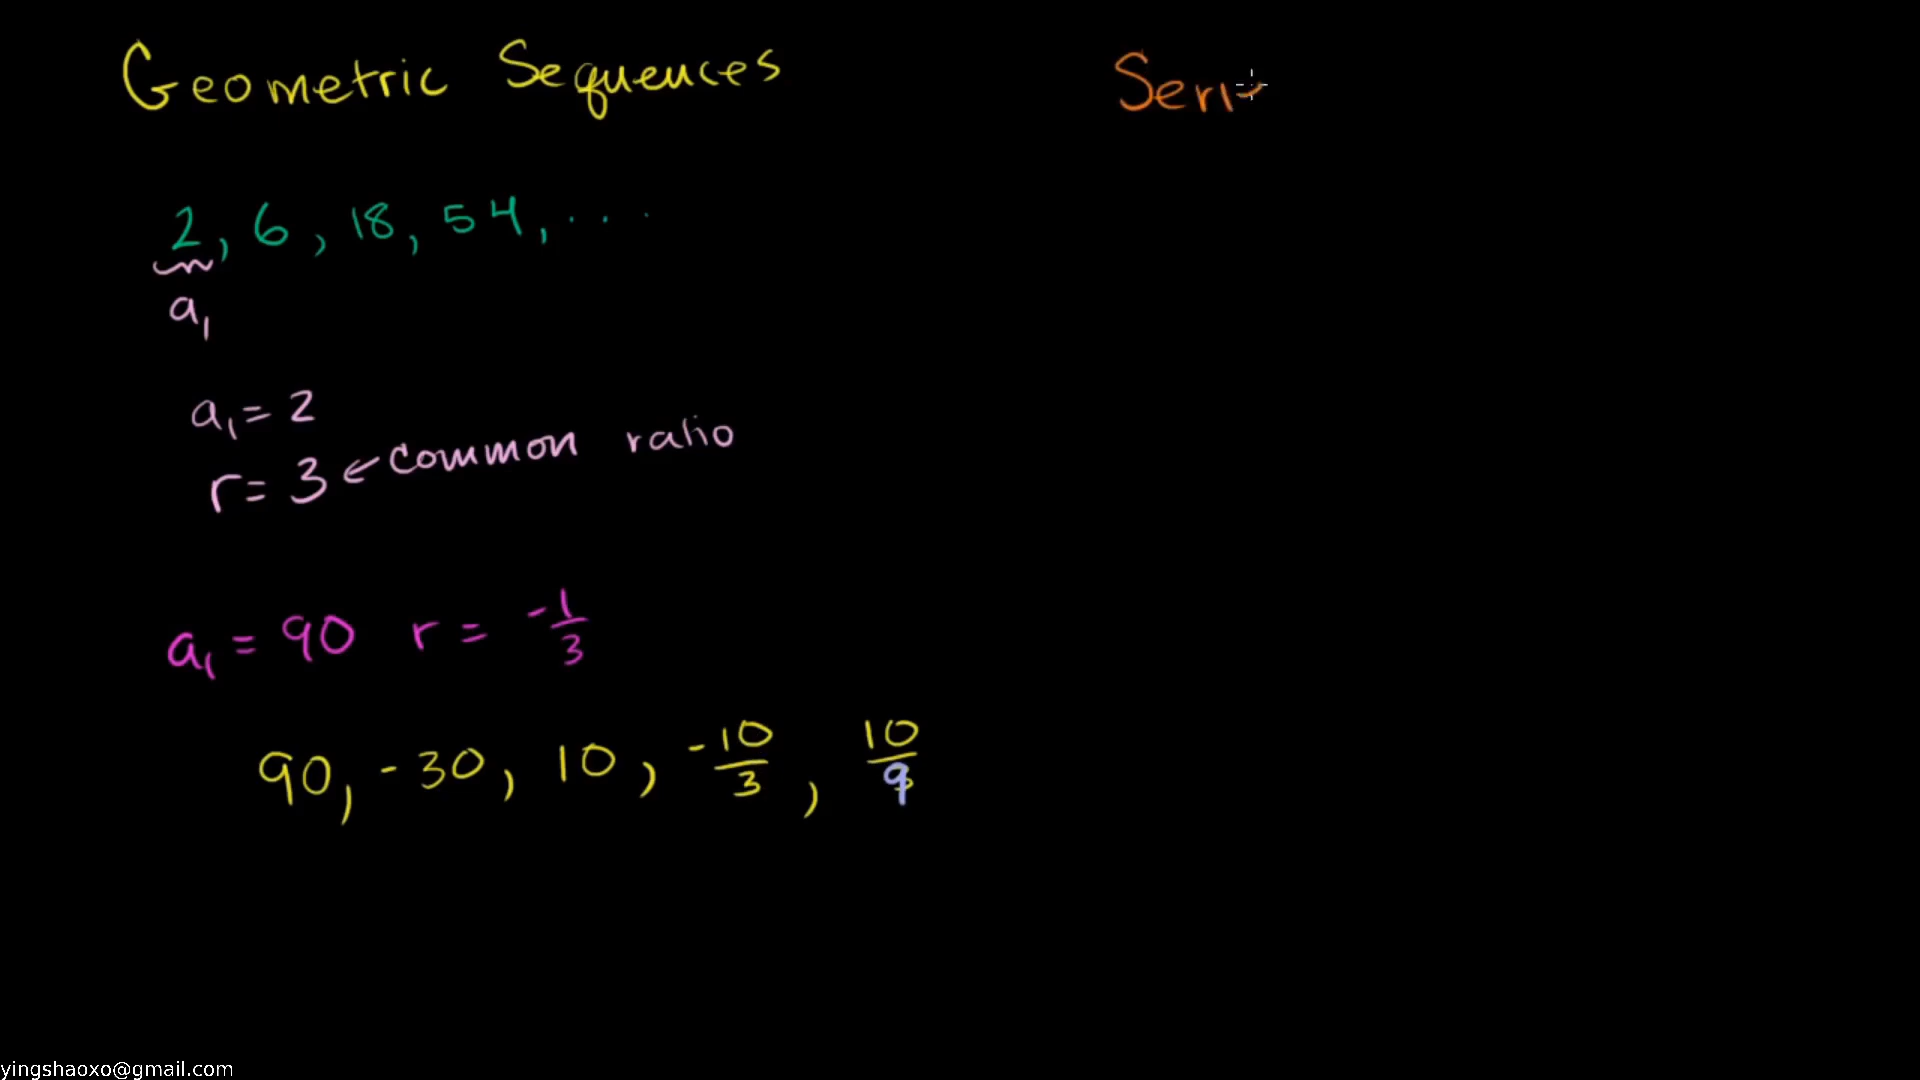 Geometric Sequences
Serie
2, 6, 18, 54, ...
a₁
a₁ = 2
r = 3 ← common ratio
a₁ = 90 r = -1/3
90, -30, 10, -10/3, 10/9
yingshaoxo@gmail.com